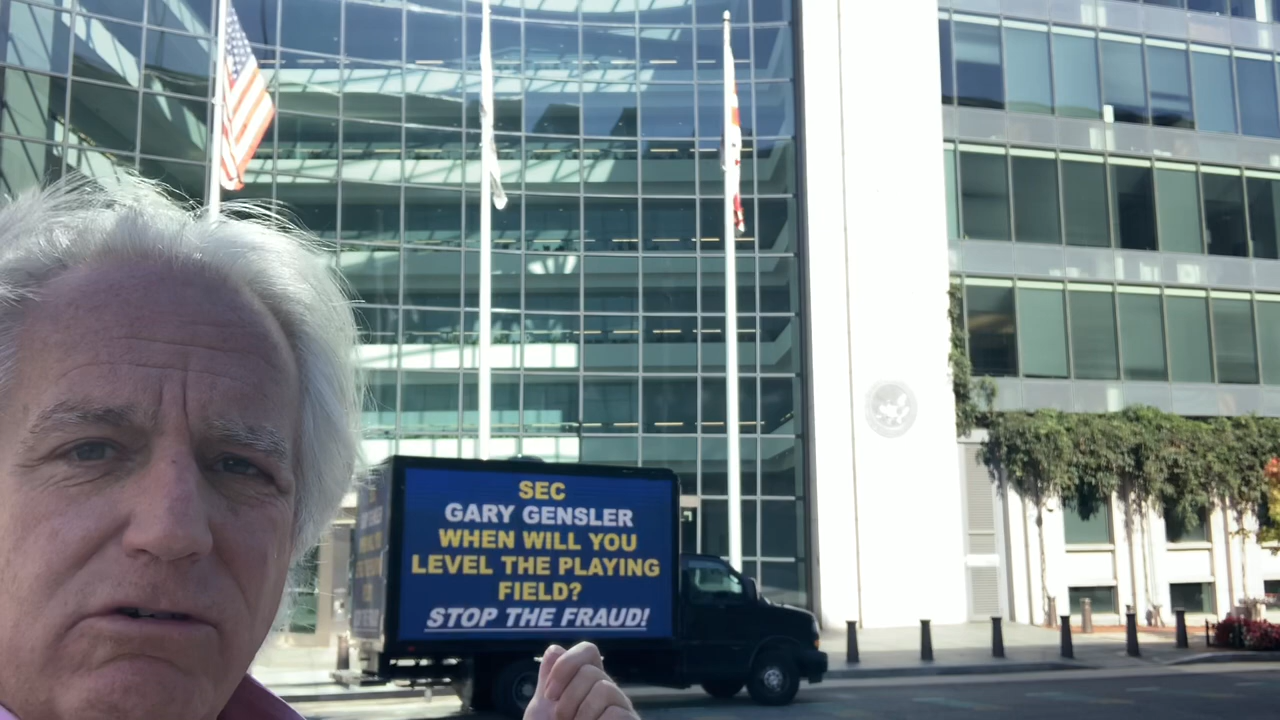 SEC
GARY GENSLER
WHEN WILL YOU
LEVEL THE PLAYING
FIELD?
STOP THE FRAUD!